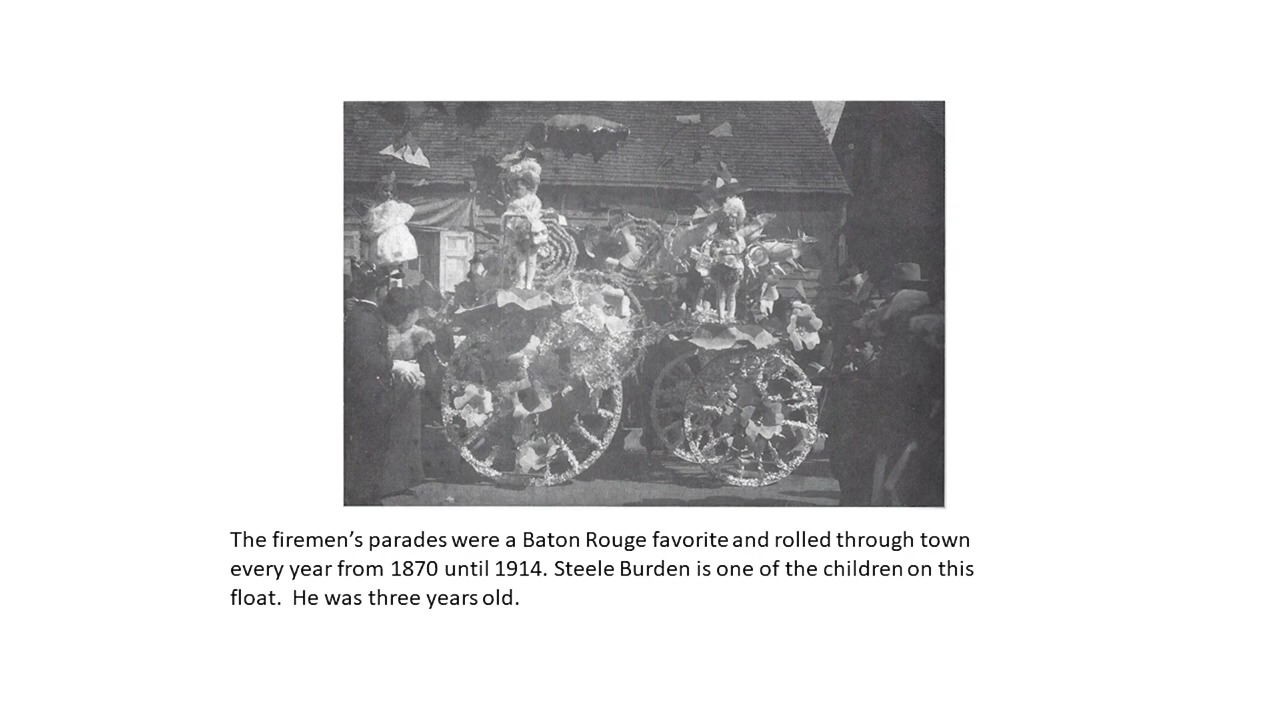 The firemen’s parades were a Baton Rouge favorite and rolled through town
every year from 1870 until 1914. Steele Burden is one of the children on this
float.  He was three years old.